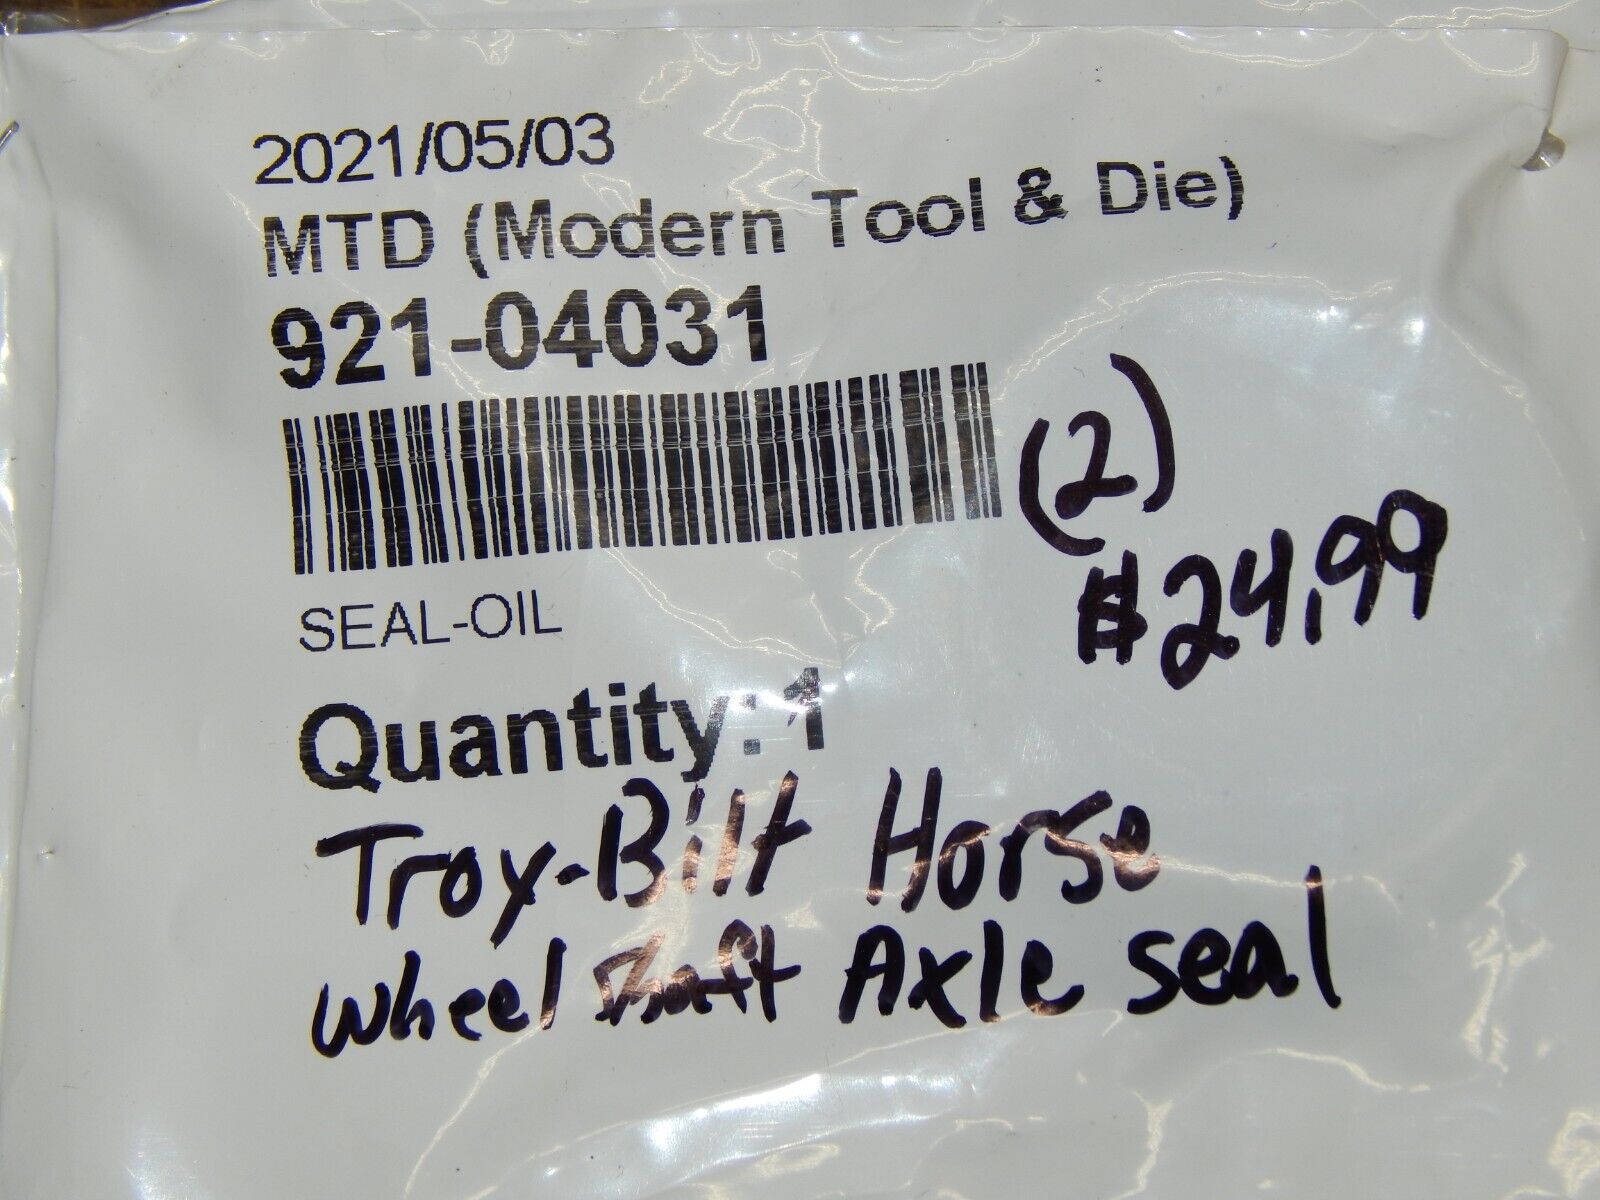 2021/05/03
MTD (Modern Tool & Die)
921-04031
(2)
$24.99
SEAL-OIL
Quantity: 1
Troy-Bilt Horse
Wheel Shaft Axle seal